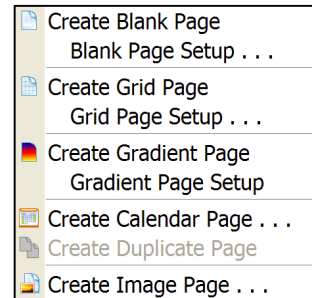 Create Blank Page
Blank Page Setup . . .
Create Grid Page
Grid Page Setup . . .
Create Gradient Page
Gradient Page Setup
Create Calendar Page . . .
Create Duplicate Page
Create Image Page . . .